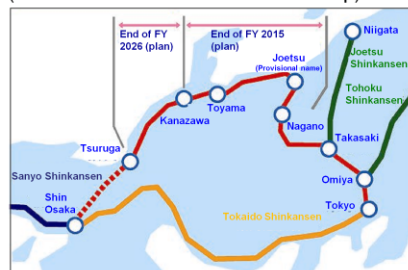 End of FY
2026 (plan)
End of FY 2015
(plan)
Niigata
Joetsu
(Provisional name)
Joetsu
Shinkansen
Tohoku
Shinkansen
Toyama
Kanazawa
Nagano
Takasaki
Tsuruga
Omiya
Sanyo Shinkansen
Shin
Osaka
Tokyo
Tokaido Shinkansen